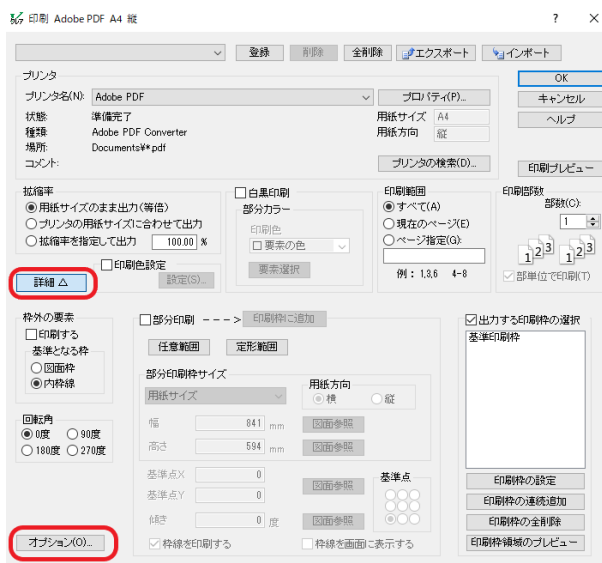 印刷 Adobe PDF A4 縦
登録 削除 全削除 エクスポート インポート
プリンタ
プリンタ名(N): Adobe PDF プロパティ(P)... OK
状態 準備完了 用紙サイズ A4 キャンセル
種類 Adobe PDF Converter 用紙方向 縦 ヘルプ
場所 Documents¥*.pdf
コメント: プリンタの検索(D)... 印刷プレビュー
拡縮率 白黒印刷 印刷範囲 印刷部数
用紙サイズのまま出力(等倍) 部分カラー すべて(A) 部数(C):
プリンタの用紙サイズに合わせて出力 印刷色 現在のページ(E) 1
拡縮率を指定して出力 100.00 % 要素の色 ページ指定(G):
印刷色設定 要素選択 例: 1,3,6 4-8 部単位で印刷(T)
詳細 △ 設定(S)...
枠外の要素 部分印刷 ---> 印刷枠に追加 出力する印刷枠の選択
印刷する 任意範囲 定形範囲 基準印刷枠
基準となる枠
図面枠 部分印刷枠サイズ 用紙方向
内枠線 用紙サイズ 横 縦
回転角 幅 841 mm 図面参照
0度 90度 高さ 594 mm 図面参照
180度 270度
基準点X 0 図面参照 基準点
基準点Y 0 印刷枠の設定
印刷枠の連続追加
傾き 0 度 図面参照 印刷枠の全削除
オプション(O)... 枠線を印刷する 枠線を画面に表示する 印刷枠領域のプレビュー